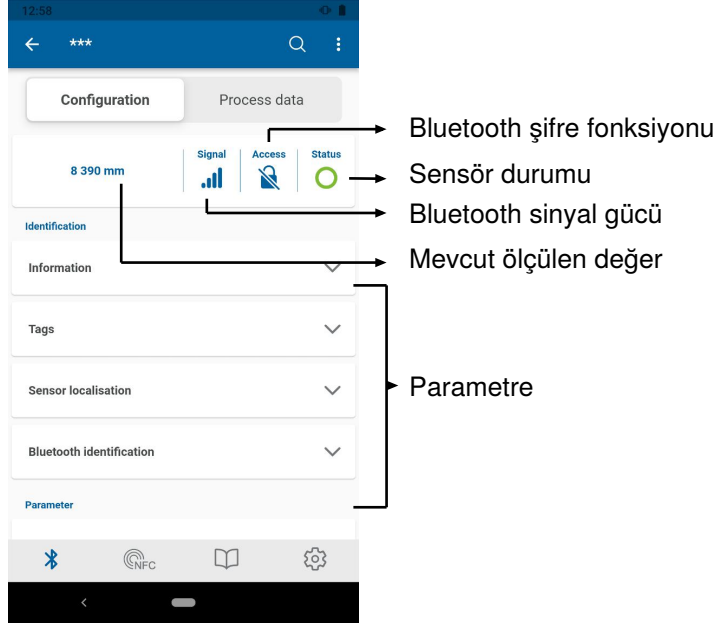 12:58
***
Configuration Process data
Signal Access Status
8 390 mm
Identification
Information
Tags
Sensor localisation
Bluetooth identification
Parameter
NFC
Bluetooth şifre fonksiyonu
Sensör durumu
Bluetooth sinyal gücü
Mevcut ölçülen değer
Parametre